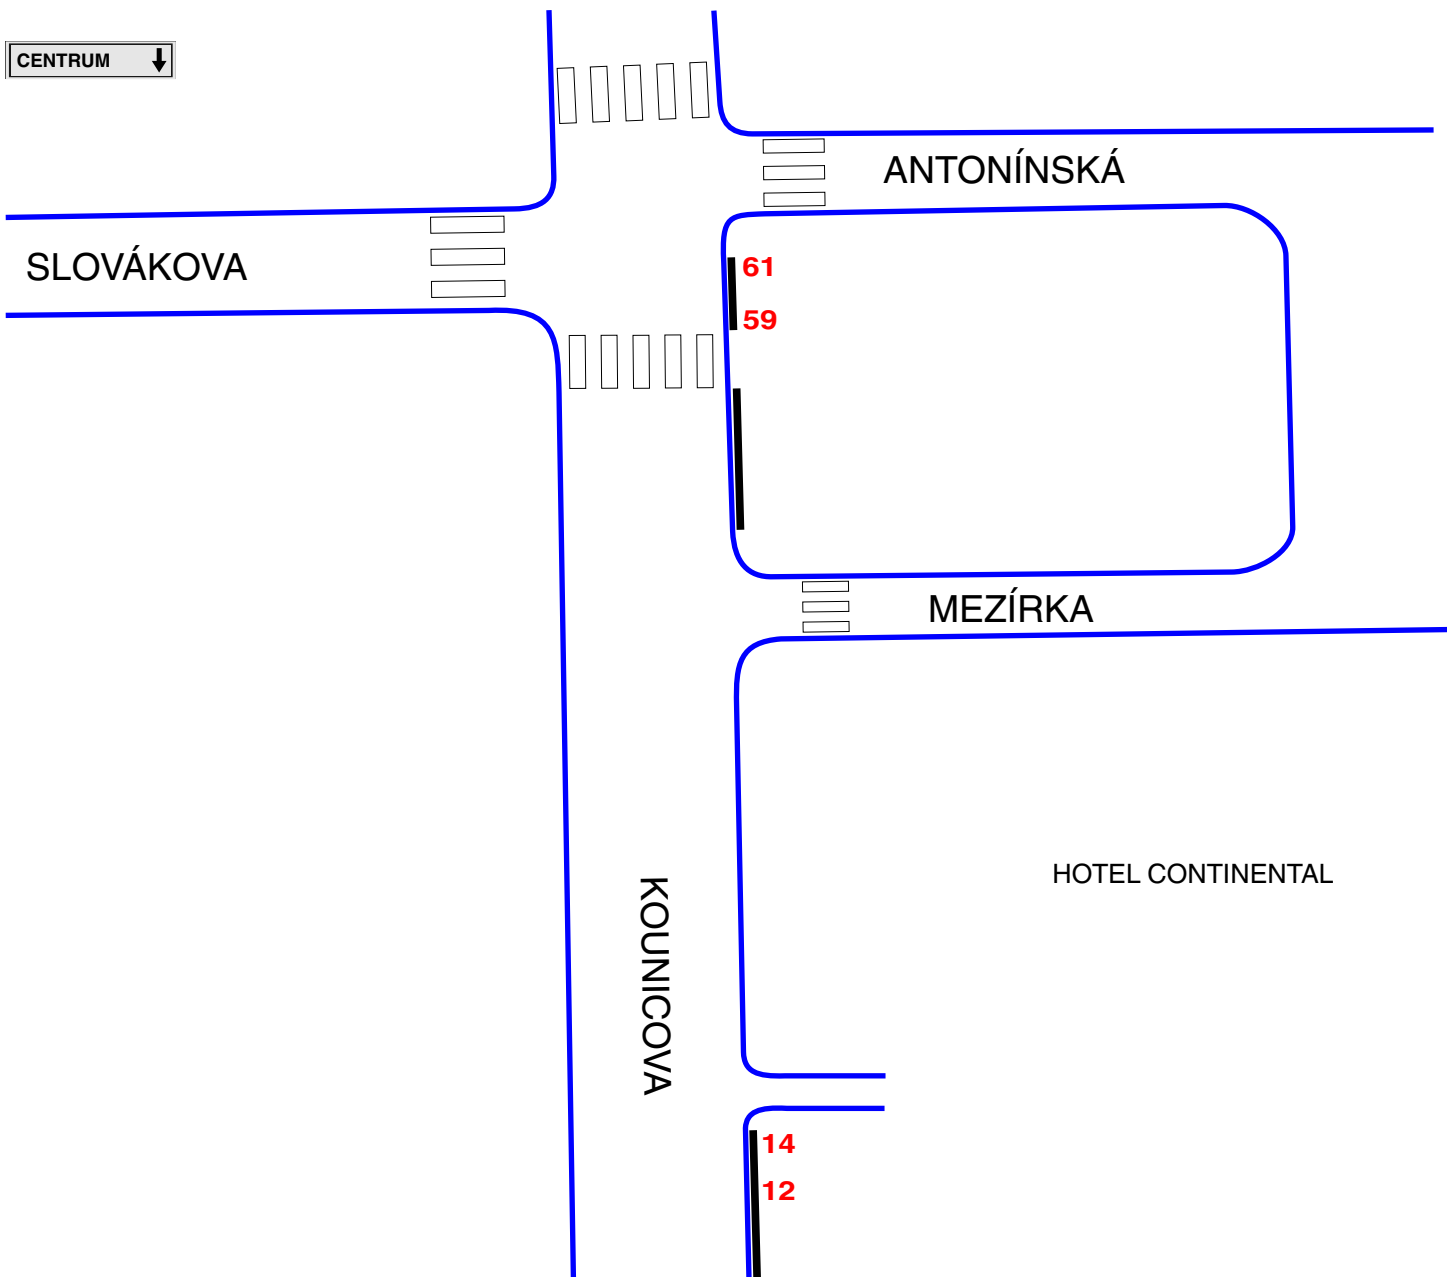 CENTRUM
ANTONÍNSKÁ
SLOVÁKOVA
61
59
MEZÍRKA
HOTEL CONTINENTAL
KOUNICOVA
14
12